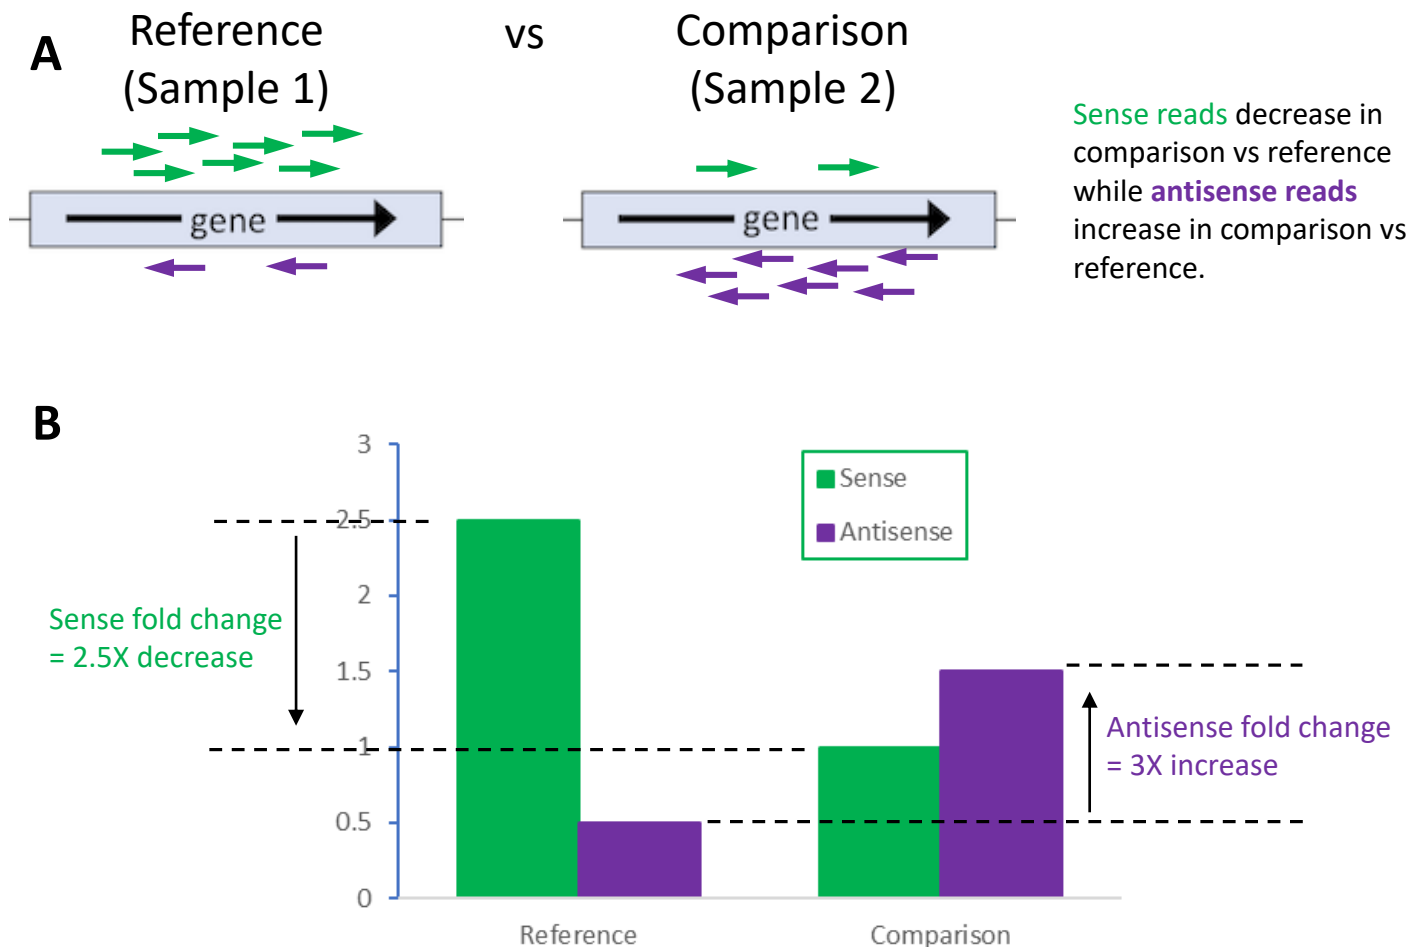 A
Reference
(Sample 1)
vs
Comparison
(Sample 2)
gene
gene
Sense reads decrease in
comparison vs reference
while antisense reads
increase in comparison vs
reference.
B
3
2.5
2
1.5
1
0.5
0
Sense
Antisense
Sense fold change
= 2.5X decrease
Antisense fold change
= 3X increase
Reference
Comparison